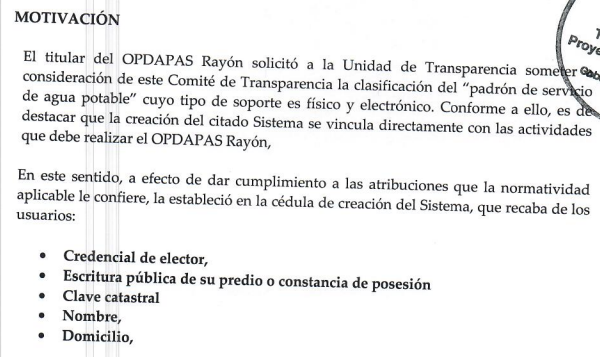 MOTIVACIÓN
El titular del OPDAPAS Rayón solicitó a la Unidad de Transparencia someter a
consideración de este Comité de Transparencia la clasificación del “padrón de servicio
de agua potable” cuyo tipo de soporte es físico y electrónico. Conforme a ello, es de
destacar que la creación del citado Sistema se vincula directamente con las actividades
que debe realizar el OPDAPAS Rayón,
En este sentido, a efecto de dar cumplimiento a las atribuciones que la normatividad
aplicable le confiere, la estableció en la cédula de creación del Sistema, que recaba de los
usuarios:
• Credencial de elector,
• Escritura pública de su predio o constancia de posesión
• Clave catastral
• Nombre,
• Domicilio,